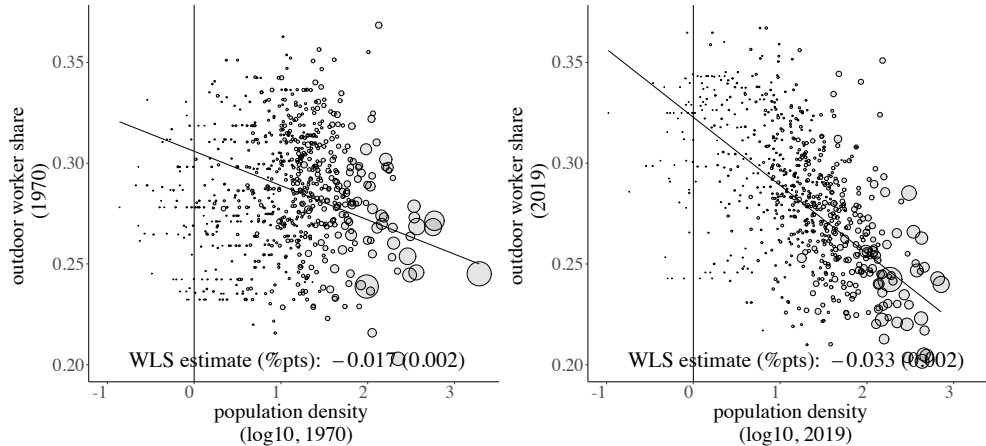 outdoor worker share
(1970)
0.35
0.30
0.25
0.20
WLS estimate (%pts): −0.017 (0.002)
-1
0
1
2
3
population density
(log10, 1970)
outdoor worker share
(2019)
0.35
0.30
0.25
0.20
WLS estimate (%pts): −0.033 (0.002)
-1
0
1
2
3
population density
(log10, 2019)